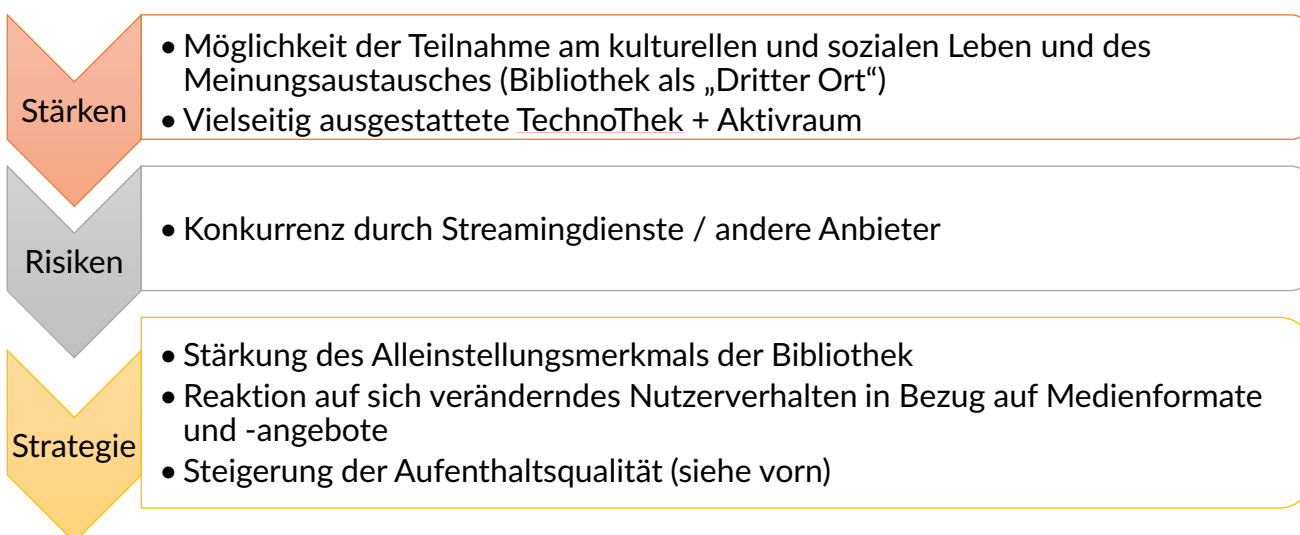 Stärken
• Möglichkeit der Teilnahme am kulturellen und sozialen Leben und des
Meinungsaustausches (Bibliothek als „Dritter Ort“)
• Vielseitig ausgestattete TechnoThek + Aktivraum
Risiken
• Konkurrenz durch Streamingdienste / andere Anbieter
Strategie
• Stärkung des Alleinstellungsmerkmals der Bibliothek
• Reaktion auf sich veränderndes Nutzerverhalten in Bezug auf Medienformate
und -angebote
• Steigerung der Aufenthaltsqualität (siehe vorn)